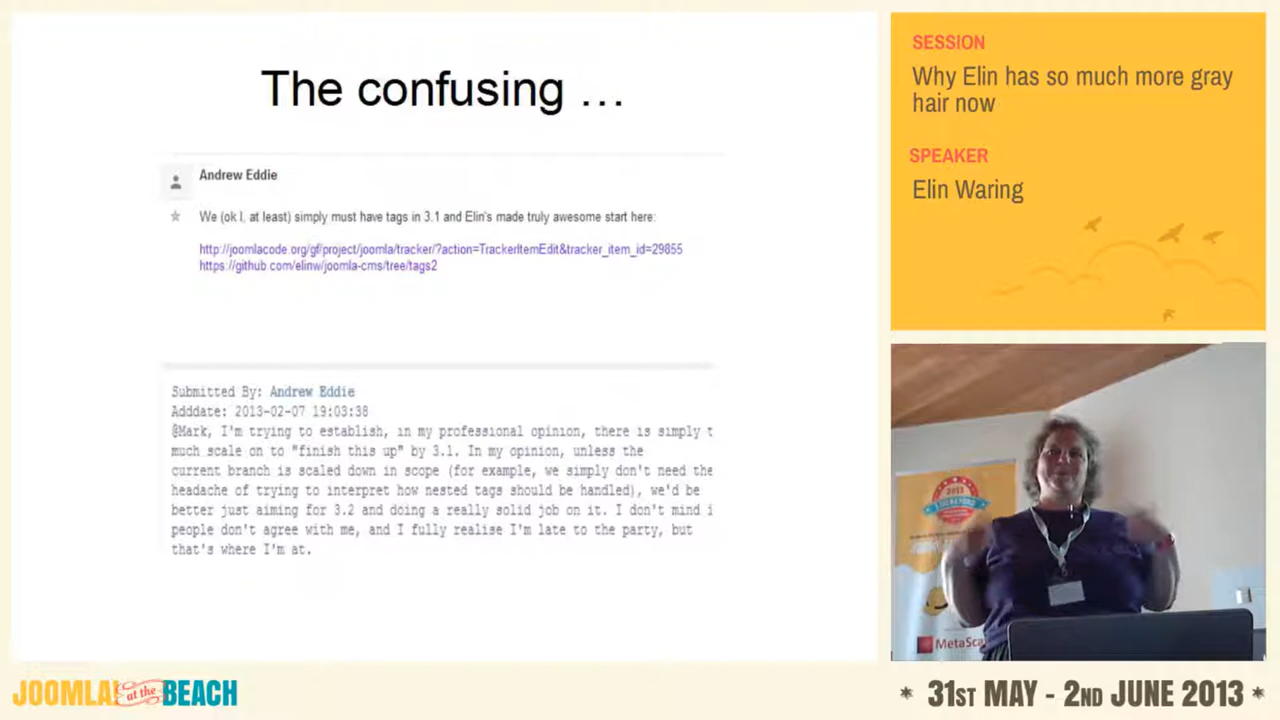 The confusing …
Andrew Eddie
We (ok I, at least) simply must have tags in 3.1 and Elin's made truly awesome start here:
http://joomlacode.org/gf/project/joomla/tracker/?action=TrackerItemEdit&tracker_item_id=29855
https://github.com/elinw/joomla-cms/tree/tags2
Submitted By: Andrew Eddie
Adddate: 2013-02-07 19:03:38
@Mark, I'm trying to establish, in my professional opinion, there is simply t
much scale on to "finish this up" by 3.1. In my opinion, unless the
current branch is scaled down in scope (for example, we simply don't need the
headache of trying to interpret how nested tags should be handled), we'd be
better just aiming for 3.2 and doing a really solid job on it. I don't mind i
people don't agree with me, and I fully realise I'm late to the party, but
that's where I'm at.
SESSION
Why Elin has so much more gray
hair now
SPEAKER
Elin Waring
2013
MetaSca
JOOMLA! at the BEACH
* 31ST MAY - 2ND JUNE 2013 *